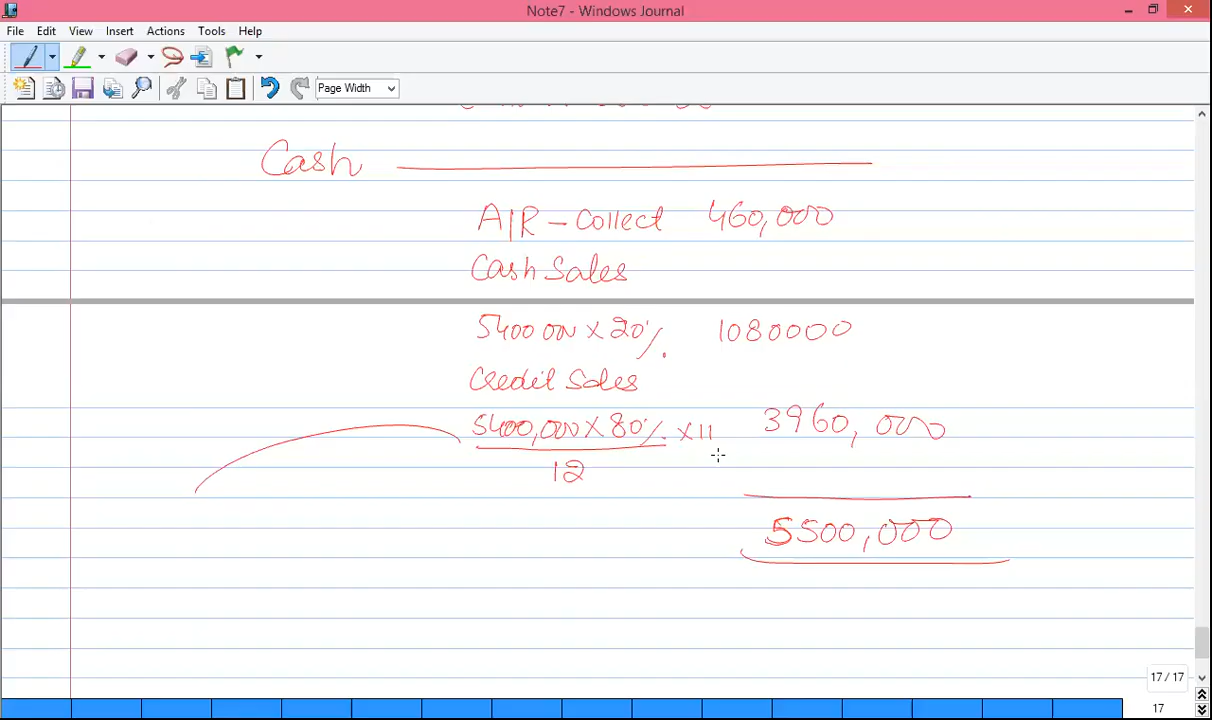 Note7 - Windows Journal
File Edit View Insert Actions Tools Help
Page Width
Cash
A/R - Collect 460,000
Cash Sales
5400 000 x 20% 1080000
Credit Sales
5400,000 x 80% x 11 3960,000
12
5500,000
17 / 17
17